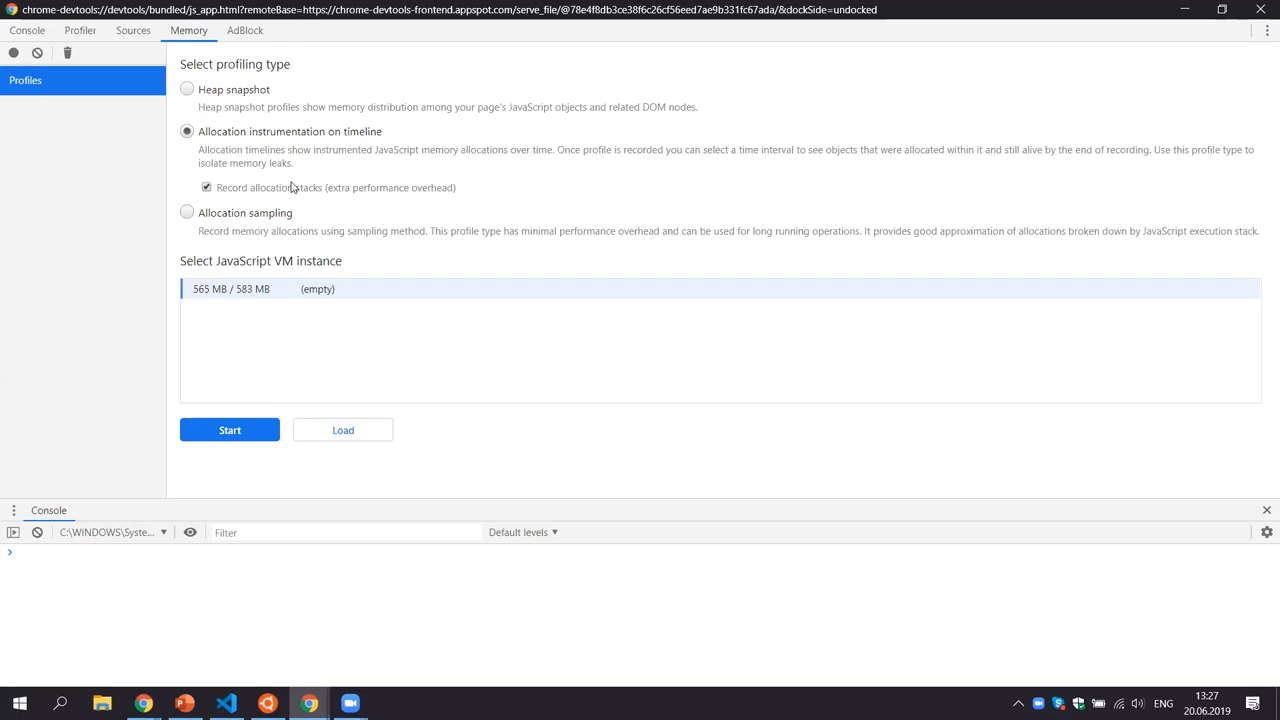 chrome-devtools://devtools/bundled/js_app.html?remoteBase=https://chrome-devtools-frontend.appspot.com/serve_file/@78e4f8db3ce38f6c26cf56eed7ae9b331fc67ada/&dockSide=undocked
Console Profiler Sources Memory AdBlock
Profiles
Select profiling type
Heap snapshot
Heap snapshot profiles show memory distribution among your page's JavaScript objects and related DOM nodes.
Allocation instrumentation on timeline
Allocation timelines show instrumented JavaScript memory allocations over time. Once profile is recorded you can select a time interval to see objects that were allocated within it and still alive by the end of recording. Use this profile type to
isolate memory leaks.
Record allocation stacks (extra performance overhead)
Allocation sampling
Record memory allocations using sampling method. This profile type has minimal performance overhead and can be used for long running operations. It provides good approximation of allocations broken down by JavaScript execution stack.
Select JavaScript VM instance
565 MB / 583 MB (empty)
Start Load
Console
C:\WINDOWS\Syste... Filter Default levels
ENG
13:27
20.06.2019